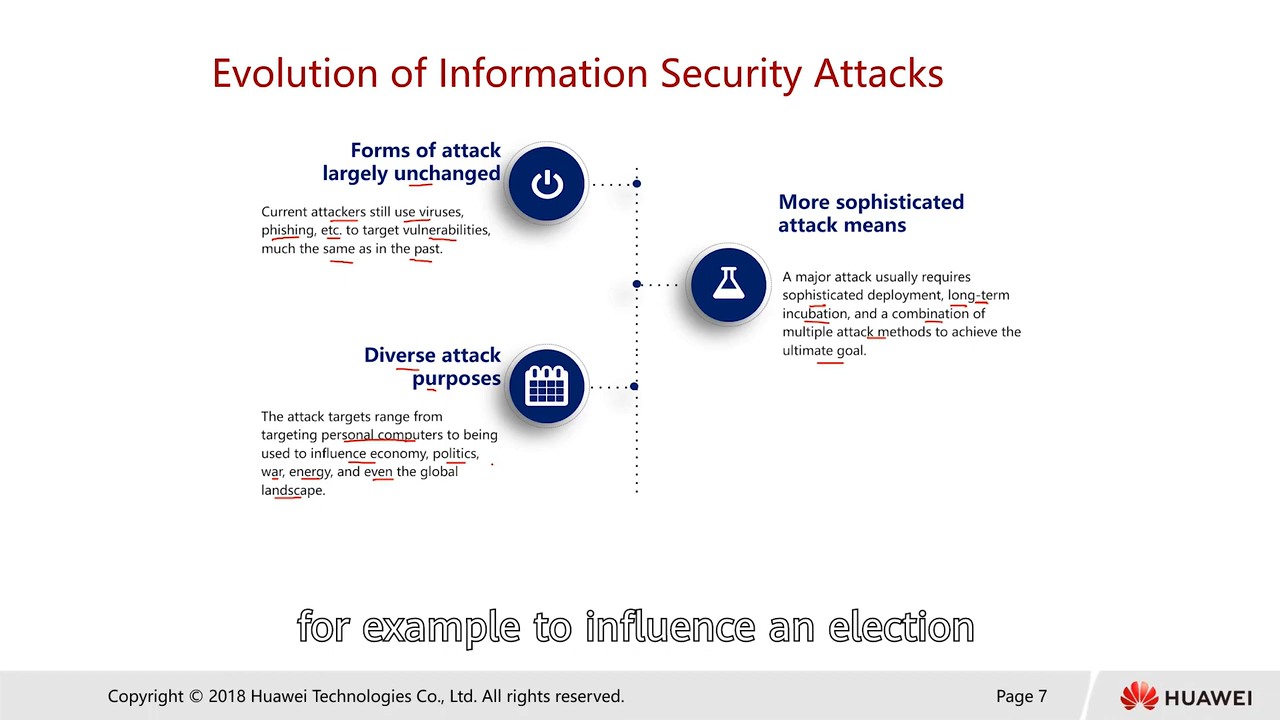 Evolution of Information Security Attacks
Forms of attack
largely unchanged
Current attackers still use viruses,
phishing, etc. to target vulnerabilities,
much the same as in the past.
More sophisticated
attack means
A major attack usually requires
sophisticated deployment, long-term
incubation, and a combination of
multiple attack methods to achieve the
ultimate goal.
Diverse attack
purposes
The attack targets range from
targeting personal computers to being
used to influence economy, politics,
war, energy, and even the global
landscape.
for example to influence an election
Copyright © 2018 Huawei Technologies Co., Ltd. All rights reserved.
Page 7
HUAWEI